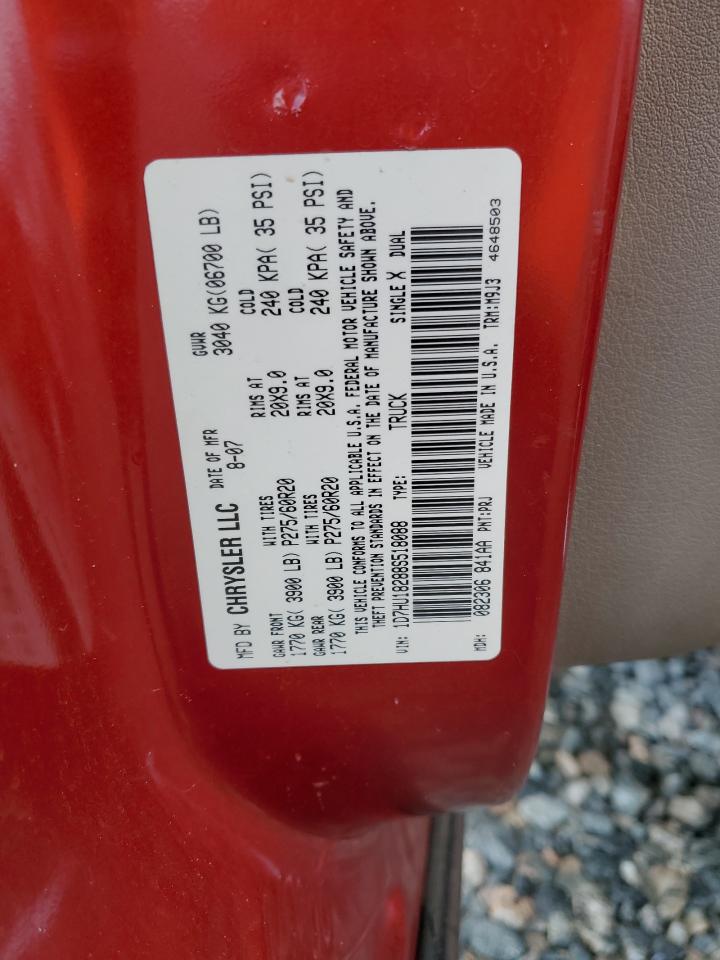 MFD BY CHRYSLER LLC DATE OF MFR GVWR
8-07 3040 KG(06700 LB)
GAWR FRONT WITH TIRES RIMS AT COLD
1770 KG( 3900 LB) P275/60R20 20X9.0 240 KPA( 35 PSI)
GAWR REAR WITH TIRES RIMS AT COLD
1770 KG( 3900 LB) P275/60R20 20X9.0 240 KPA( 35 PSI)
THIS VEHICLE CONFORMS TO ALL APPLICABLE U.S.A. FEDERAL MOTOR VEHICLE SAFETY AND
THEFT PREVENTION STANDARDS IN EFFECT ON THE DATE OF MANUFACTURE SHOWN ABOVE.
VIN: 1D7HU18288S518088 TYPE: TRUCK SINGLE X DUAL
MDH: 082306 841AA PNT:PRJ VEHICLE MADE IN U.S.A. TRM:M9J3 4648503